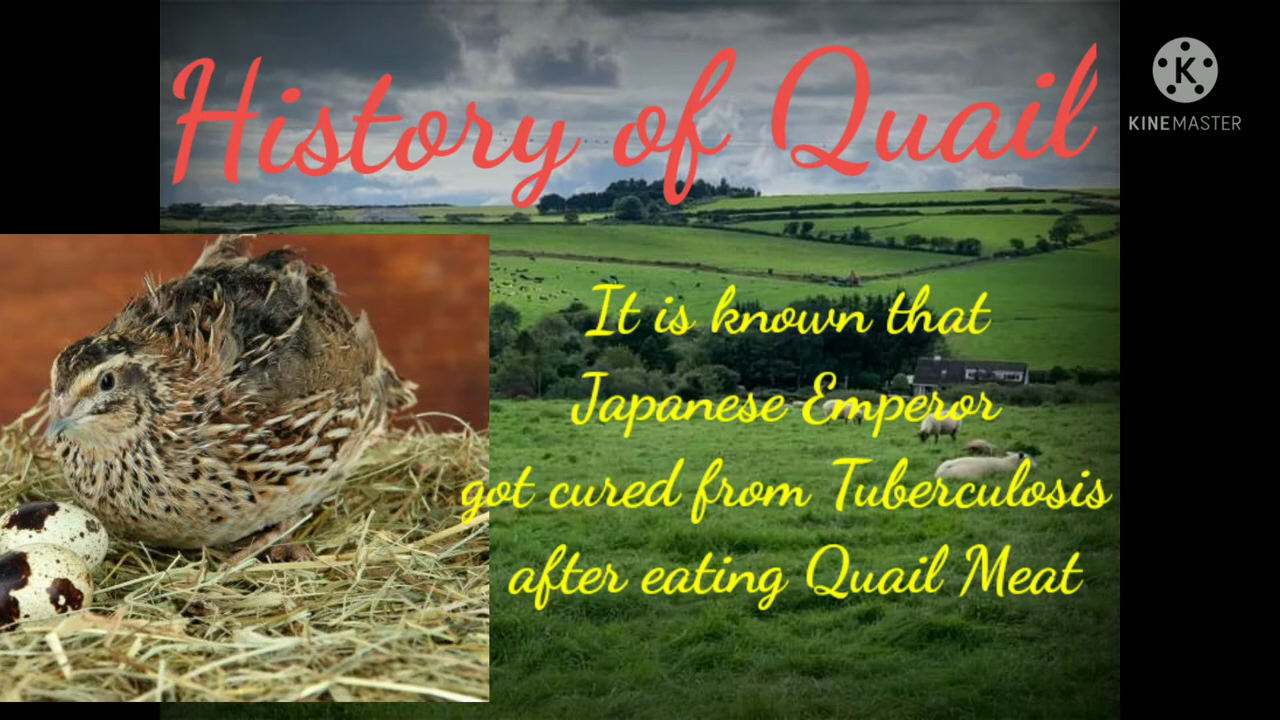 History of Quail
KINEMASTER
It is known that
Japanese Emperor
got cured from Tuberculosis
after eating Quail Meat